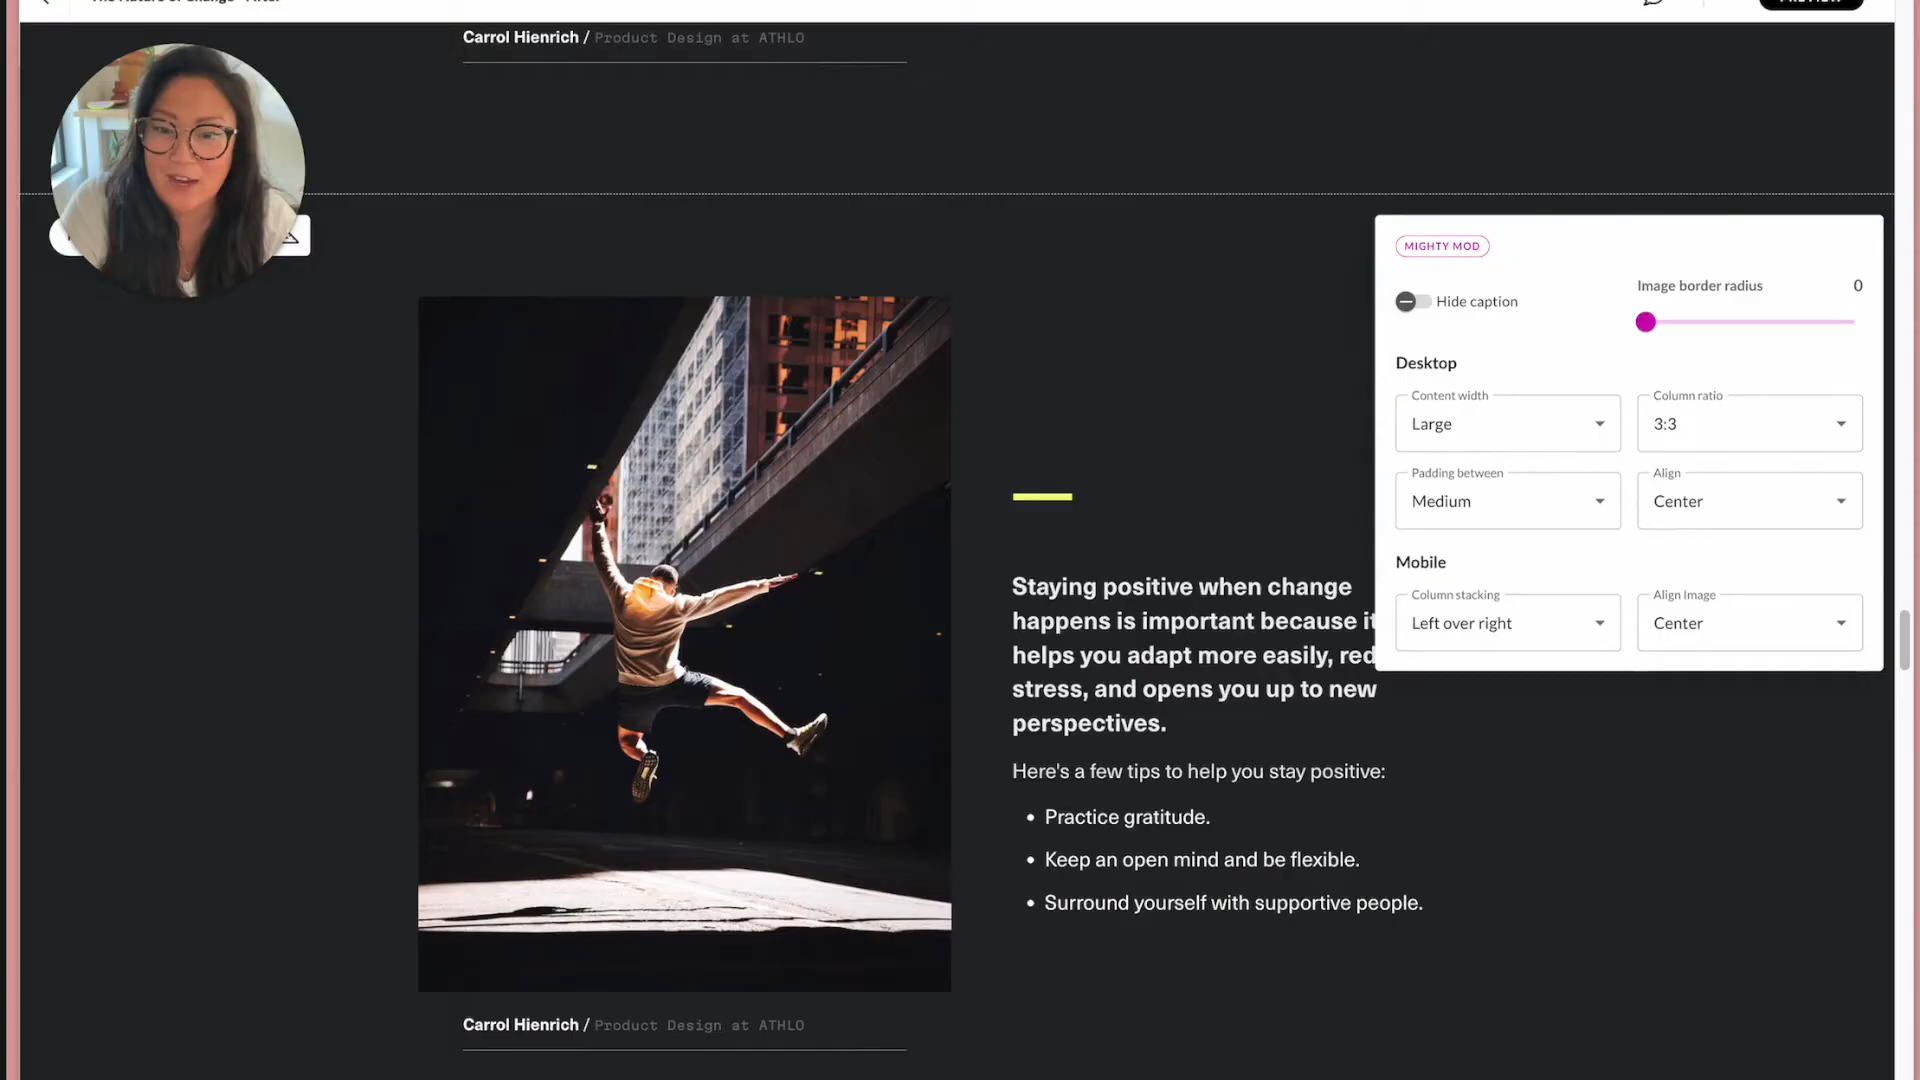 Carrol Hienrich / Product Design at ATHLO
MIGHTY MOD
Hide caption
Image border radius 0
Desktop
Content width
Large
Column ratio
3:3
Padding between
Medium
Align
Center
Mobile
Column stacking
Left over right
Align Image
Center
Staying positive when change
happens is important because it
helps you adapt more easily, red
stress, and opens you up to new
perspectives.
Here's a few tips to help you stay positive:
• Practice gratitude.
• Keep an open mind and be flexible.
• Surround yourself with supportive people.
Carrol Hienrich / Product Design at ATHLO